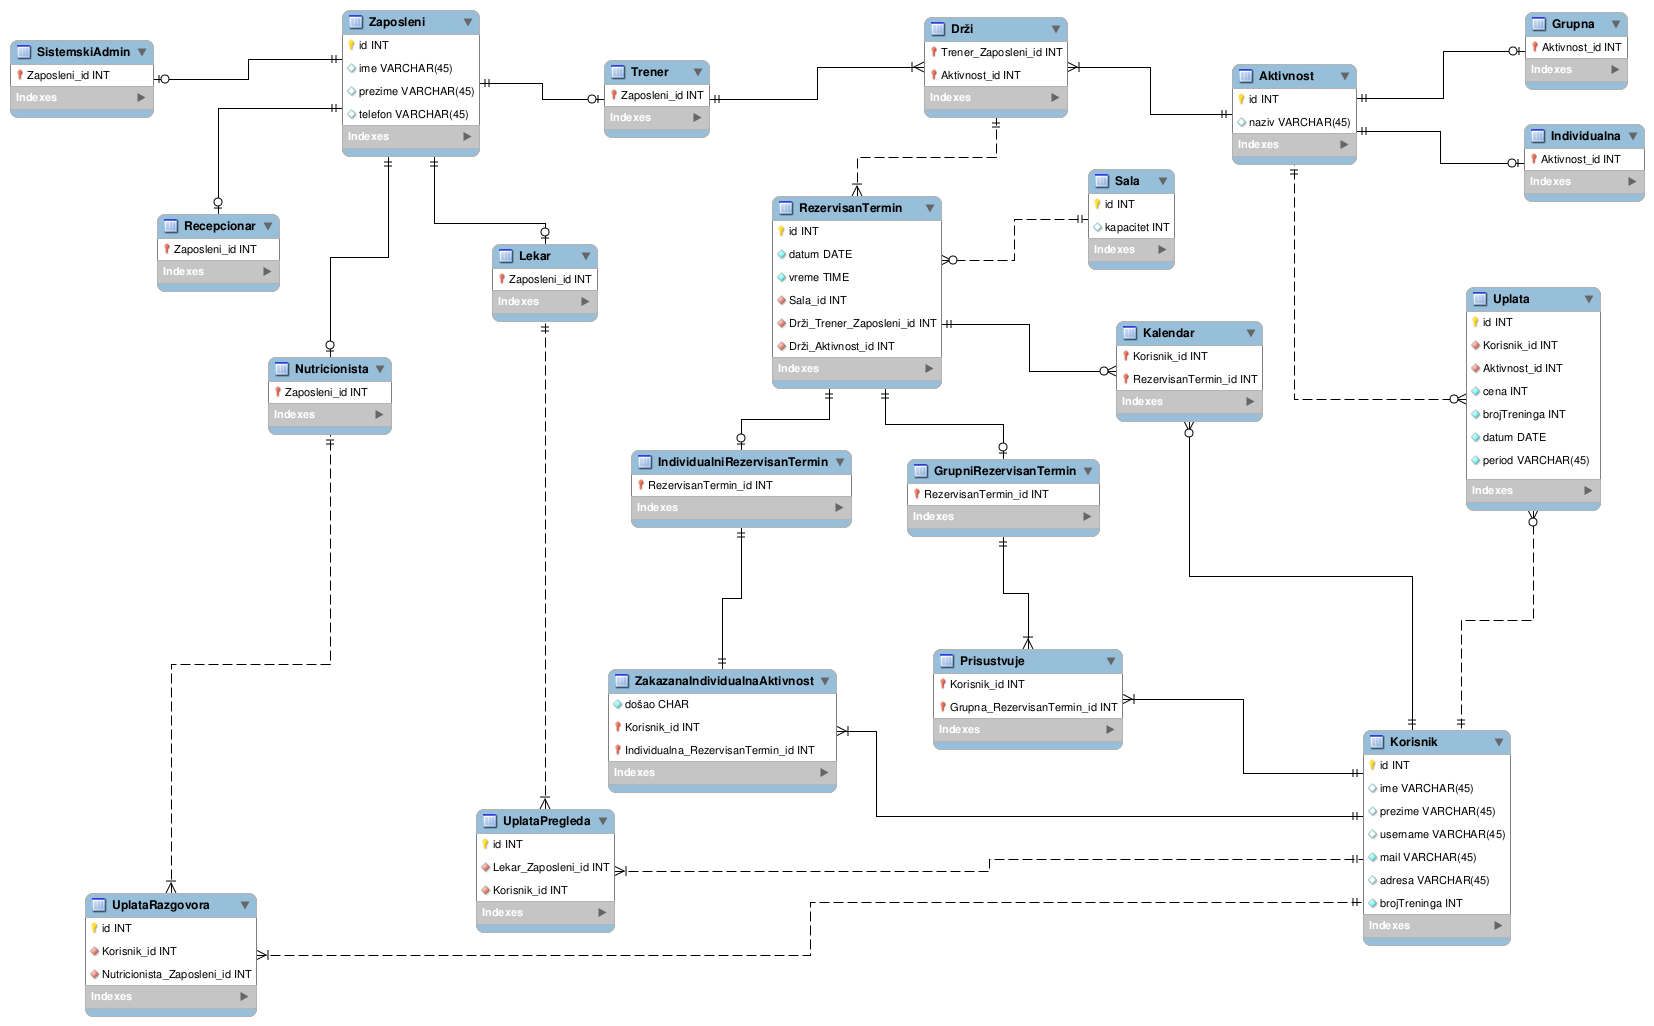 SistemskiAdmin
Zaposleni_id INT
Indexes
Zaposleni
id INT
ime VARCHAR(45)
prezime VARCHAR(45)
telefon VARCHAR(45)
Indexes
Trener
Zaposleni_id INT
Indexes
Drži
Trener_Zaposleni_id INT
Aktivnost_id INT
Indexes
Aktivnost
id INT
naziv VARCHAR(45)
Indexes
Grupna
Aktivnost_id INT
Indexes
Individualna
Aktivnost_id INT
Indexes
Recepcionar
Zaposleni_id INT
Indexes
Lekar
Zaposleni_id INT
Indexes
RezervisanTermin
id INT
datum DATE
vreme TIME
Sala_id INT
Drži_Trener_Zaposleni_id INT
Drži_Aktivnost_id INT
Indexes
Sala
id INT
kapacitet INT
Indexes
Nutricionista
Zaposleni_id INT
Indexes
Kalendar
Korisnik_id INT
RezervisanTermin_id INT
Indexes
Uplata
id INT
Korisnik_id INT
Aktivnost_id INT
cena INT
brojTreninga INT
datum DATE
period VARCHAR(45)
Indexes
IndividualniRezervisanTermin
RezervisanTermin_id INT
Indexes
GrupniRezervisanTermin
RezervisanTermin_id INT
Indexes
ZakazanaIndividualnaAktivnost
došao CHAR
Korisnik_id INT
Individualna_RezervisanTermin_id INT
Indexes
Prisustvuje
Korisnik_id INT
Grupna_RezervisanTermin_id INT
Indexes
Korisnik
id INT
ime VARCHAR(45)
prezime VARCHAR(45)
username VARCHAR(45)
mail VARCHAR(45)
adresa VARCHAR(45)
brojTreninga INT
Indexes
UplataPregleda
id INT
Lekar_Zaposleni_id INT
Korisnik_id INT
Indexes
UplataRazgovora
id INT
Korisnik_id INT
Nutricionista_Zaposleni_id INT
Indexes